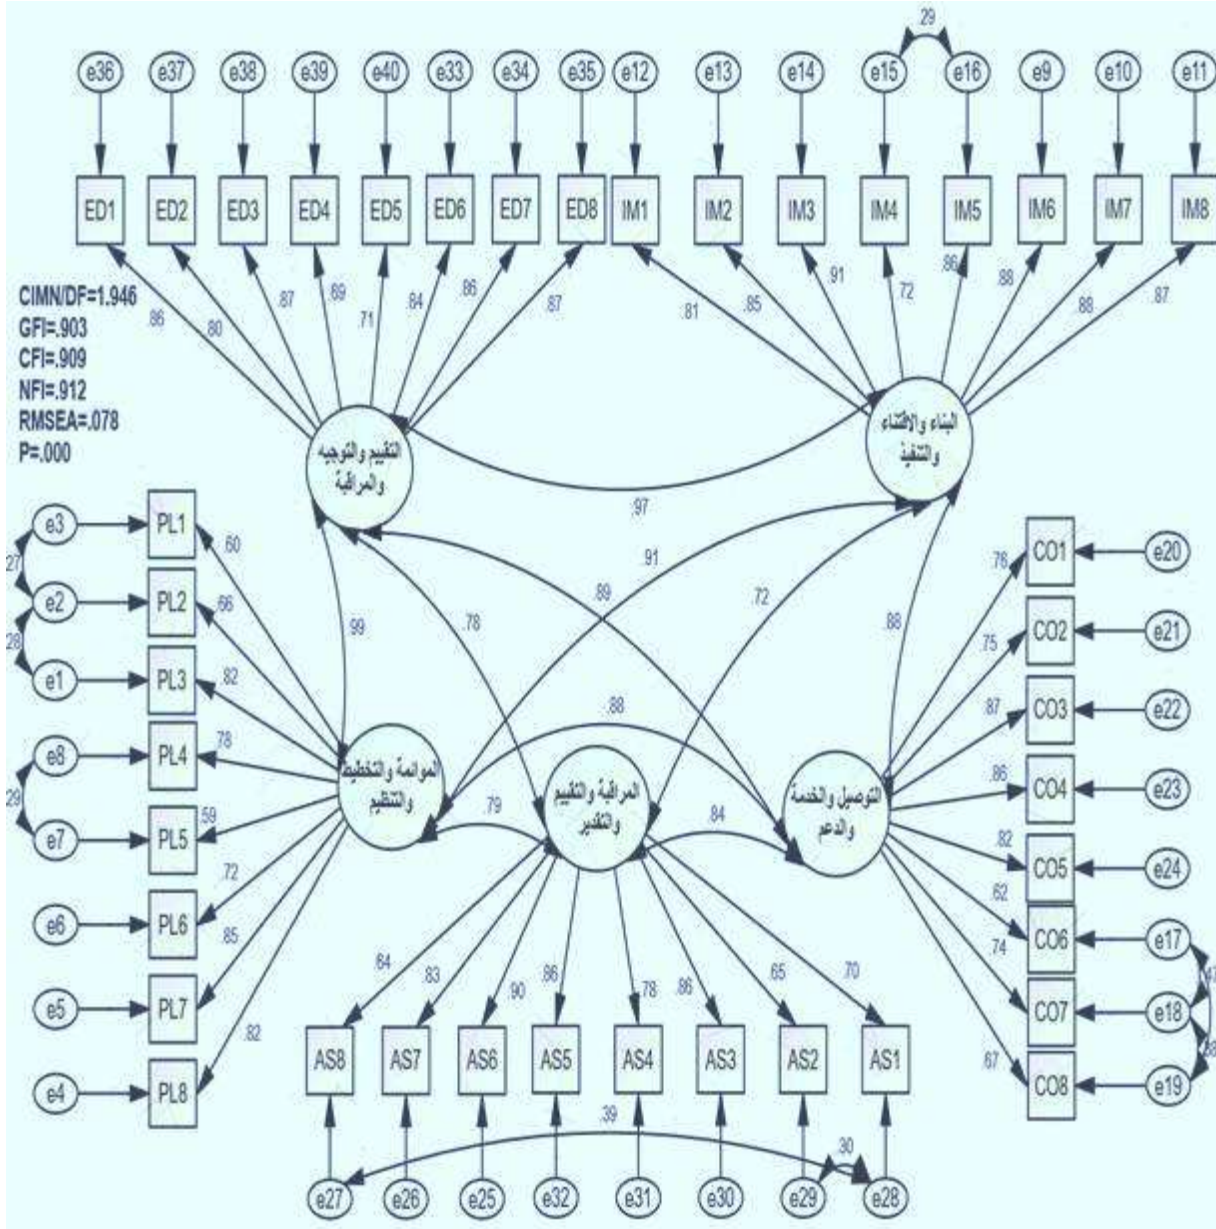 .29
e36 e37 e38 e39 e40 e33 e34 e35 e12 e13 e14 e15 e16 e9 e10 e11
ED1 ED2 ED3 ED4 ED5 ED6 ED7 ED8 IM1 IM2 IM3 IM4 IM5 IM6 IM7 IM8
.86 .80 .87 .69 .71 .84 .86 .87 .81 .85 .91 .72 .86 .88 .88 .87
CIMN/DF=1.946
GFI=.903
CFI=.909
NFI=.912
RMSEA=.078
P=.000
التقييم والتوجيه
والمراقبة
البناء والاقتناء
والتنفيذ
.97
.91
.89
.72
.78
.99
.88
.88
.79
.84
e3 PL1 .60
.27
e2 PL2 .66
.28
e1 PL3 .82
e8 PL4 .78
.29
e7 PL5 .59
e6 PL6 .72
e5 PL7 .85
e4 PL8 .82
الموائمة والتخطيط
والتنظيم
المراقبة والتقييم
والتقدير
التوصيل والخدمة
والدعم
.76 CO1 e20
.75 CO2 e21
.87 CO3 e22
.86 CO4 e23
.82 CO5 e24
.62 CO6 e17
.74 CO7 e18
.67 CO8 e19
.64 .83 .90 .86 .78 .86 .65 .70
AS8 AS7 AS6 AS5 AS4 AS3 AS2 AS1
.39
.30
e27 e26 e25 e32 e31 e30 e29 e28